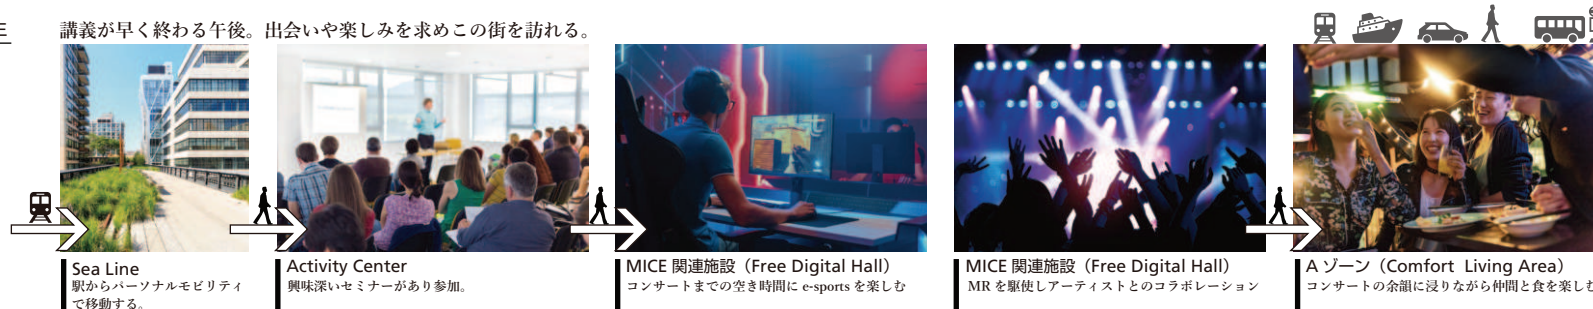 講義が早く終わる午後。出会いや楽しみを求めこの街を訪れる。
Sea Line
駅からパーソナルモビリティ
で移動する。
Activity Center
興味深いセミナーがあり参加。
MICE 関連施設（Free Digital Hall）
コンサートまでの空き時間に e-sports を楽しむ
MICE 関連施設（Free Digital Hall）
MR を駆使しアーティストとのコラボレーション
A ゾーン（Comfort Living Area）
コンサートの余韻に浸りながら仲間と食を楽しむ